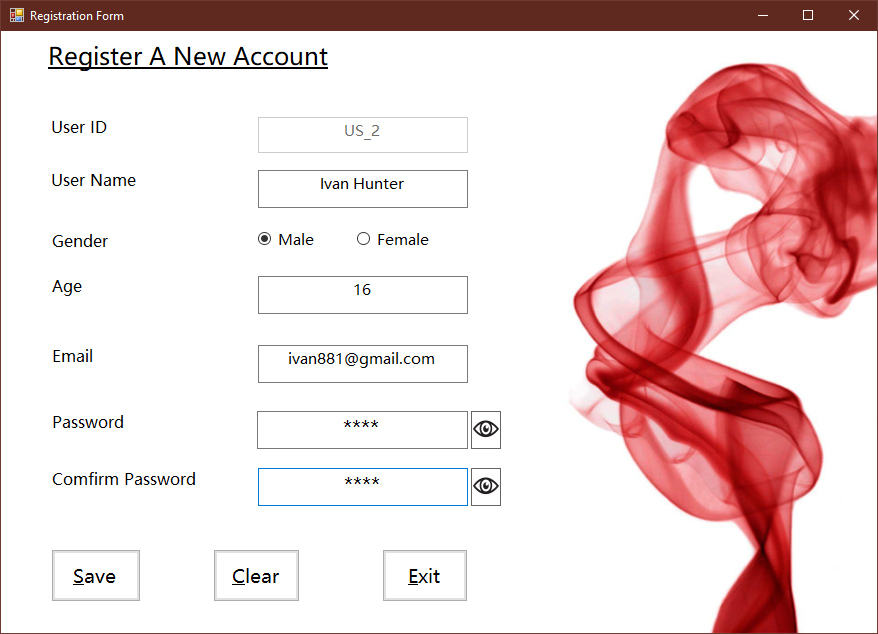 Registration Form
Register A New Account
User ID US_2
User Name Ivan Hunter
Gender Male Female
Age 16
Email ivan881@gmail.com
Password ****
Comfirm Password ****
Save Clear Exit